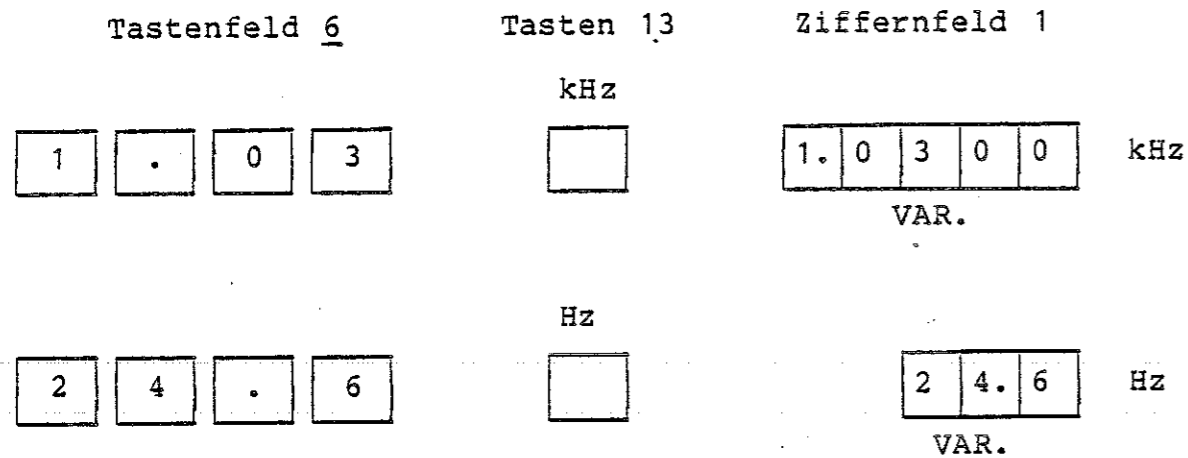 Tastenfeld 6 Tasten 13 Ziffernfeld 1
kHz
1 . 0 3 1. 0 3 0 0 kHz
VAR.
Hz
2 4 . 6 2 4. 6 Hz
VAR.